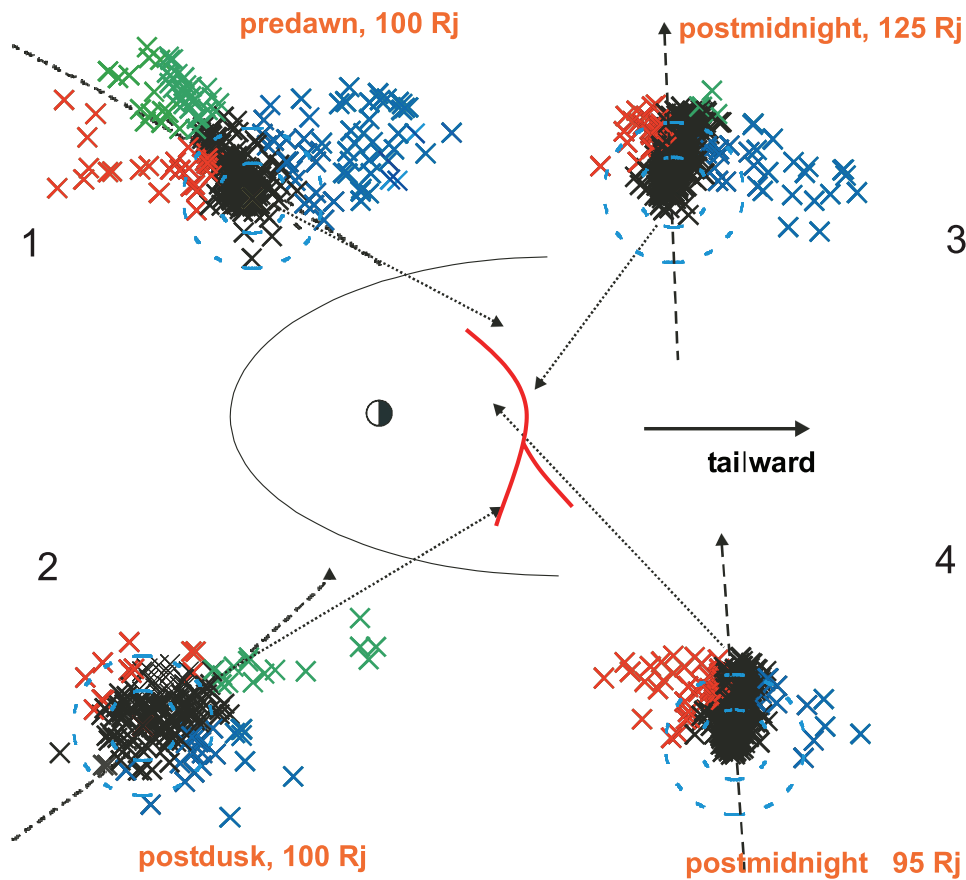 predawn, 100 Rj
postmidnight, 125 Rj
1
3
tailward
2
4
postdusk, 100 Rj
postmidnight 95 Rj